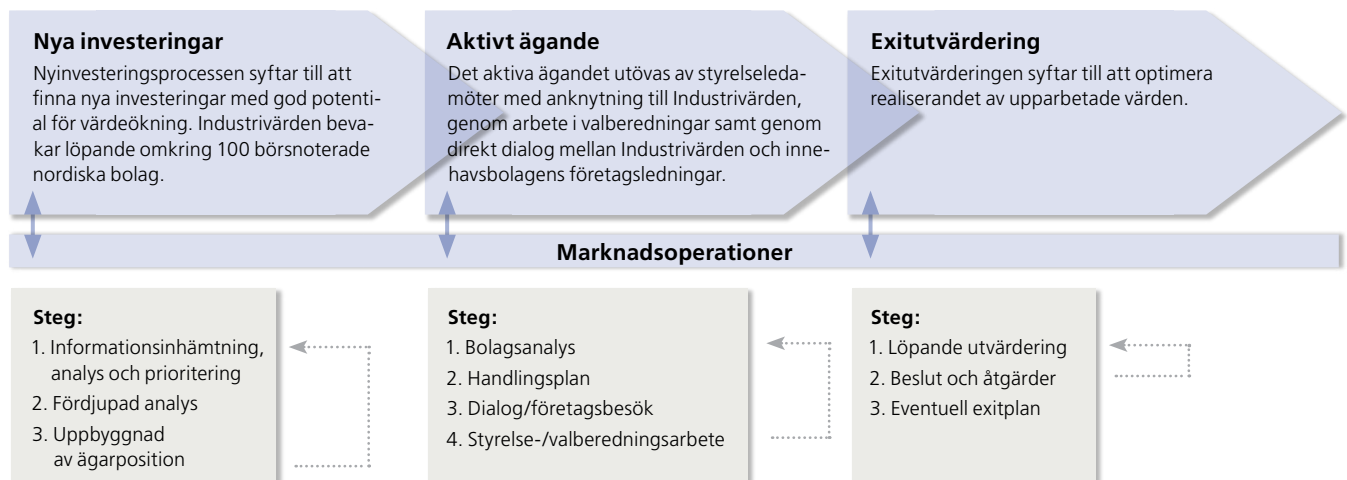 Nya investeringar
Nyinvesteringsprocessen syftar till att
finna nya investeringar med god potenti-
al för värdeökning. Industrivärden beva-
kar löpande omkring 100 börsnoterade
nordiska bolag.
Aktivt ägande
Det aktiva ägandet utövas av styrelseleda-
möter med anknytning till Industrivärden,
genom arbete i valberedningar samt genom
direkt dialog mellan Industrivärden och inne-
havsbolagens företagsledningar.
Exitutvärdering
Exitutvärderingen syftar till att optimera
realiserandet av upparbetade värden.
Marknadsoperationer
Steg:
1. Informationsinhämtning,
analys och prioritering
2. Fördjupad analys
3. Uppbyggnad
av ägarposition
Steg:
1. Bolagsanalys
2. Handlingsplan
3. Dialog/företagsbesök
4. Styrelse-/valberedningsarbete
Steg:
1. Löpande utvärdering
2. Beslut och åtgärder
3. Eventuell exitplan